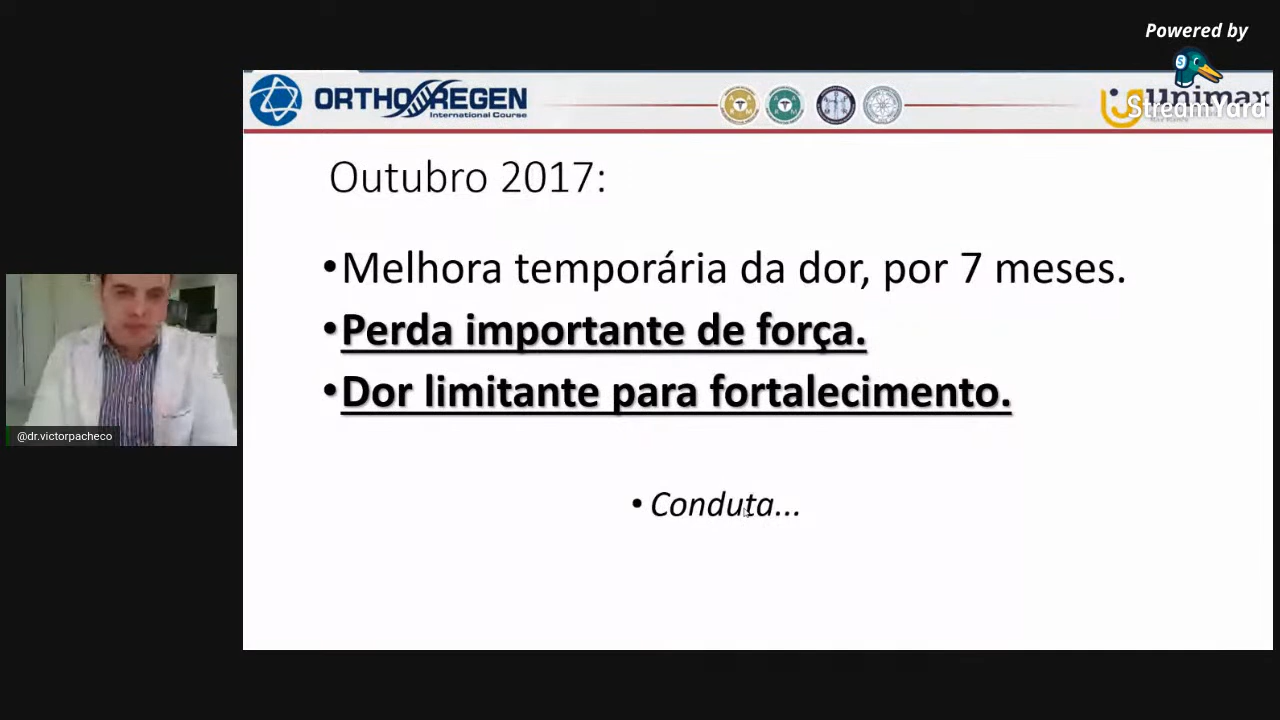 Powered by
StreamYard
ORTHOREGEN
International Course
Unimax
Outubro 2017:
•Melhora temporária da dor, por 7 meses.
•Perda importante de força.
•Dor limitante para fortalecimento.
• Conduta...
@dr.victorpacheco